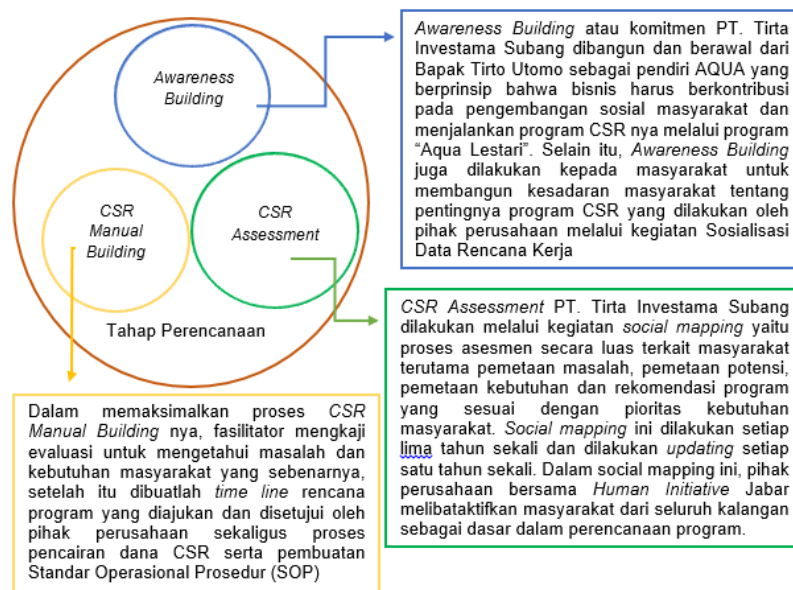 Awareness
Building
CSR
Manual
Building
CSR
Assessment
Tahap Perencanaan
Awareness Building atau komitmen PT. Tirta
Investama Subang dibangun dan berawal dari
Bapak Tirto Utomo sebagai pendiri AQUA yang
berprinsip bahwa bisnis harus berkontribusi
pada pengembangan sosial masyarakat dan
menjalankan program CSR nya melalui program
“Aqua Lestari”. Selain itu, Awareness Building
juga dilakukan kepada masyarakat untuk
membangun kesadaran masyarakat tentang
pentingnya program CSR yang dilakukan oleh
pihak perusahaan melalui kegiatan Sosialisasi
Data Rencana Kerja
CSR Assessment PT. Tirta Investama Subang
dilakukan melalui kegiatan social mapping yaitu
proses asesmen secara luas terkait masyarakat
terutama pemetaan masalah, pemetaan potensi,
pemetaan kebutuhan dan rekomendasi program
yang sesuai dengan pioritas kebutuhan
masyarakat. Social mapping ini dilakukan setiap
lima tahun sekali dan dilakukan updating setiap
satu tahun sekali. Dalam social mapping ini, pihak
perusahaan bersama Human Initiative Jabar
melibataktifkan masyarakat dari seluruh kalangan
sebagai dasar dalam perencanaan program.
Dalam memaksimalkan proses CSR
Manual Building nya, fasilitator mengkaji
evaluasi untuk mengetahui masalah dan
kebutuhan masyarakat yang sebenarnya,
setelah itu dibuatlah time line rencana
program yang diajukan dan disetujui oleh
pihak perusahaan sekaligus proses
pencairan dana CSR serta pembuatan
Standar Operasional Prosedur (SOP)